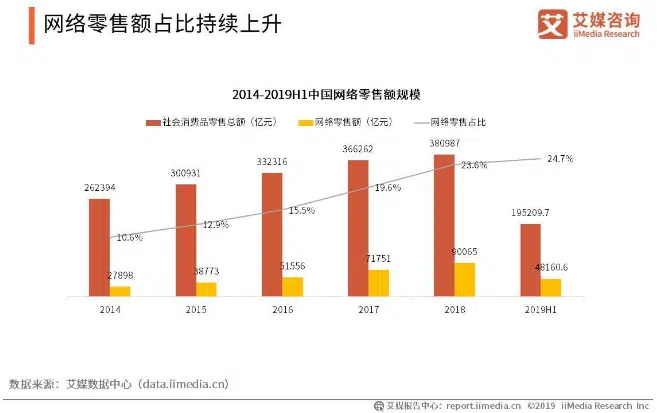 网络零售额占比持续上升
艾媒咨询
iiMedia Research
2014-2019H1中国网络零售额规模
社会消费品零售总额（亿元） 网络零售额（亿元） 网络零售占比
262394 300931 332316 366262 380987 195209.7
10.6% 12.9% 15.5% 19.6% 23.6% 24.7%
27898 38773 51556 71751 90065 48160.6
2014 2015 2016 2017 2018 2019H1
数据来源：艾媒数据中心（data.iimedia.cn）
艾媒报告中心：report.iimedia.cn ©2019 iiMedia Research Inc